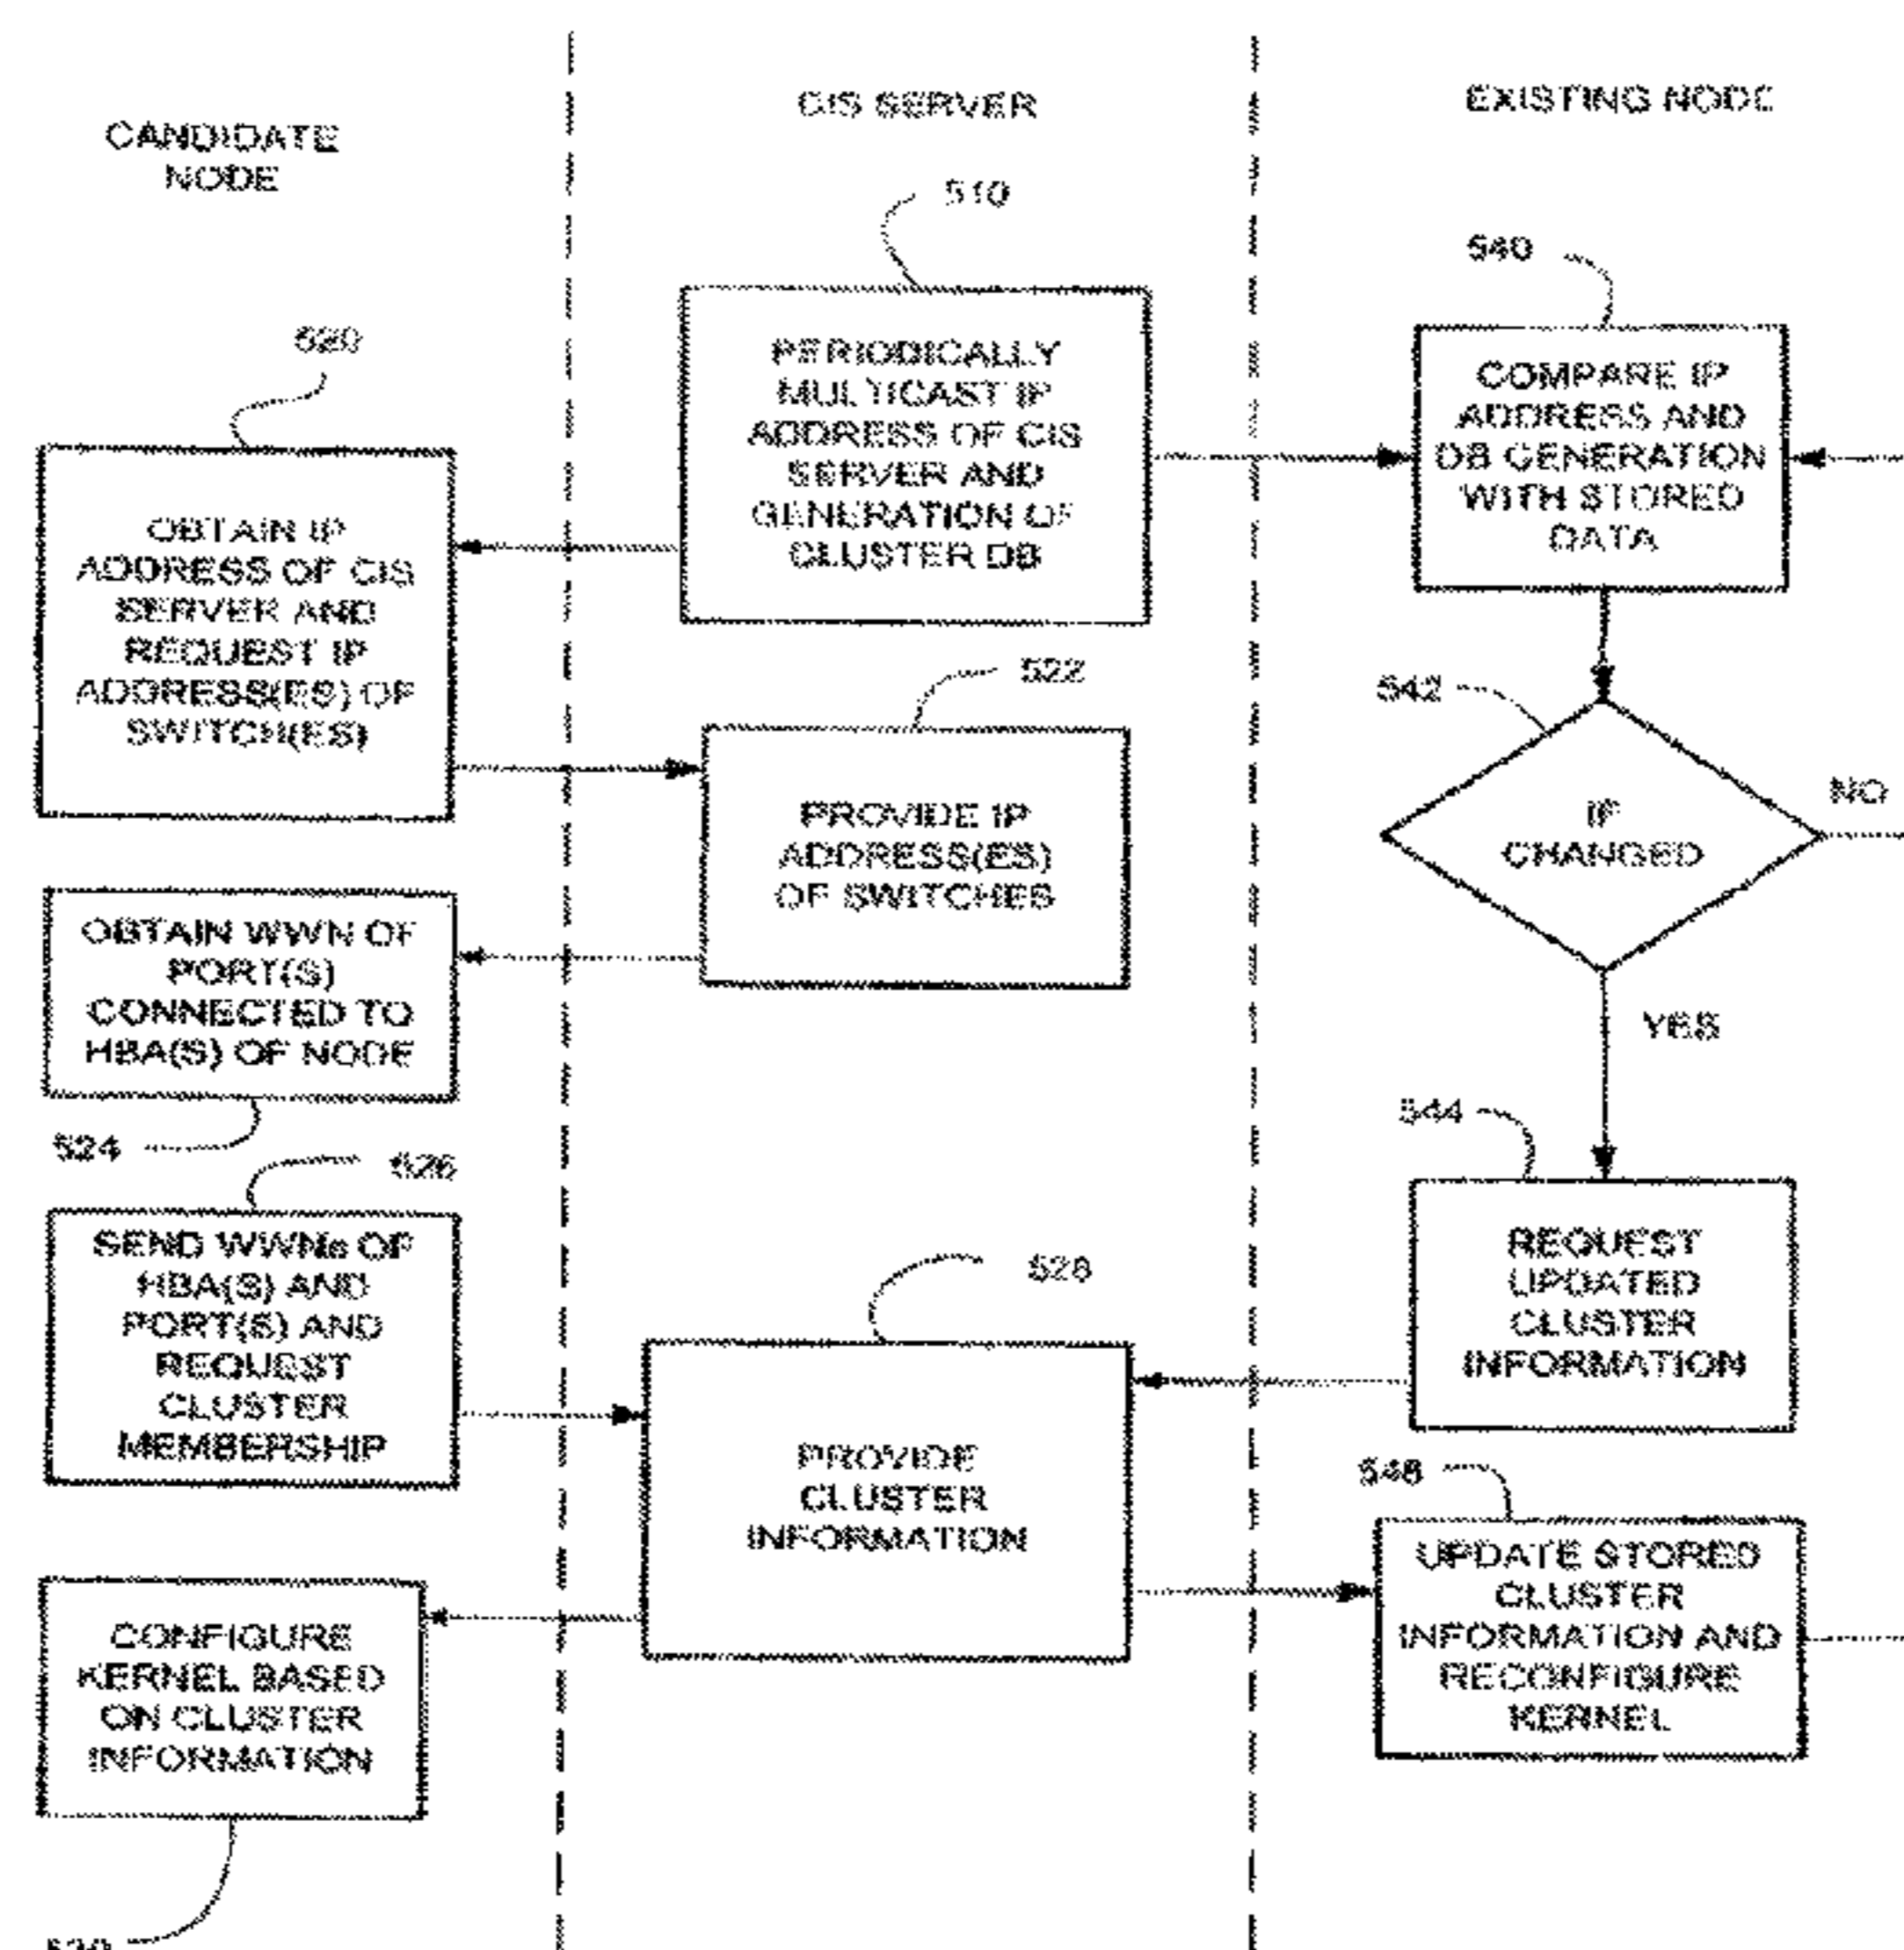 CANDIDATE
NODE
CIS SERVER
EXISTING NODE
510
520
540
PERIODICALLY
MULTICAST IP
ADDRESS OF CIS
SERVER AND
GENERATION OF
CLUSTER DB
COMPARE IP
ADDRESS AND
DB GENERATION
WITH STORED
DATA
OBTAIN IP
ADDRESS OF CIS
SERVER AND
REQUEST IP
ADDRESS(ES) OF
SWITCH(ES)
522
542
PROVIDE IP
ADDRESS(ES)
OF SWITCHES
IF
CHANGED
NO
YES
OBTAIN WWN OF
PORT(S)
CONNECTED TO
HBA(S) OF NODE
524
526
544
SEND WWNs OF
HBA(S) AND
PORT(S) AND
REQUEST
CLUSTER
MEMBERSHIP
528
REQUEST
UPDATED
CLUSTER
INFORMATION
PROVIDE
CLUSTER
INFORMATION
548
UPDATE STORED
CLUSTER
INFORMATION AND
RECONFIGURE
KERNEL
CONFIGURE
KERNEL BASED
ON CLUSTER
INFORMATION